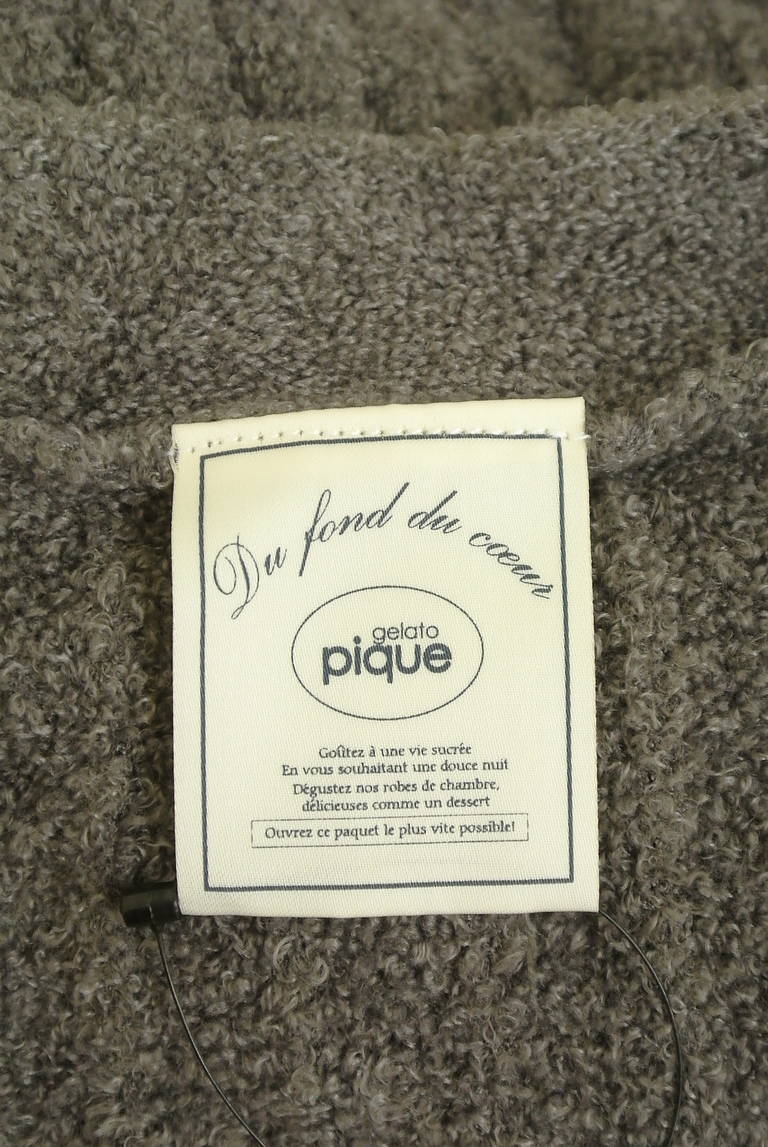 Du fond du cœur
gelato
pique
Goûtez à une vie sucrée
En vous souhaitant une douce nuit
Dégustez nos robes de chambre,
délicieuses comme un dessert
Ouvrez ce paquet le plus vite possible!